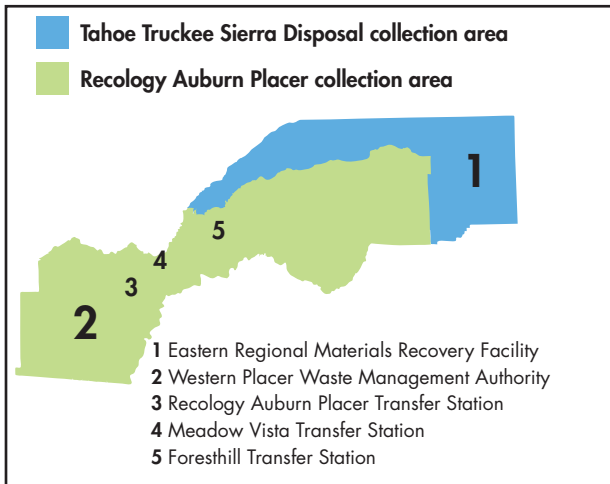 Tahoe Truckee Sierra Disposal collection area
Recology Auburn Placer collection area
1
5
4
3
2
1 Eastern Regional Materials Recovery Facility
2 Western Placer Waste Management Authority
3 Recology Auburn Placer Transfer Station
4 Meadow Vista Transfer Station
5 Foresthill Transfer Station